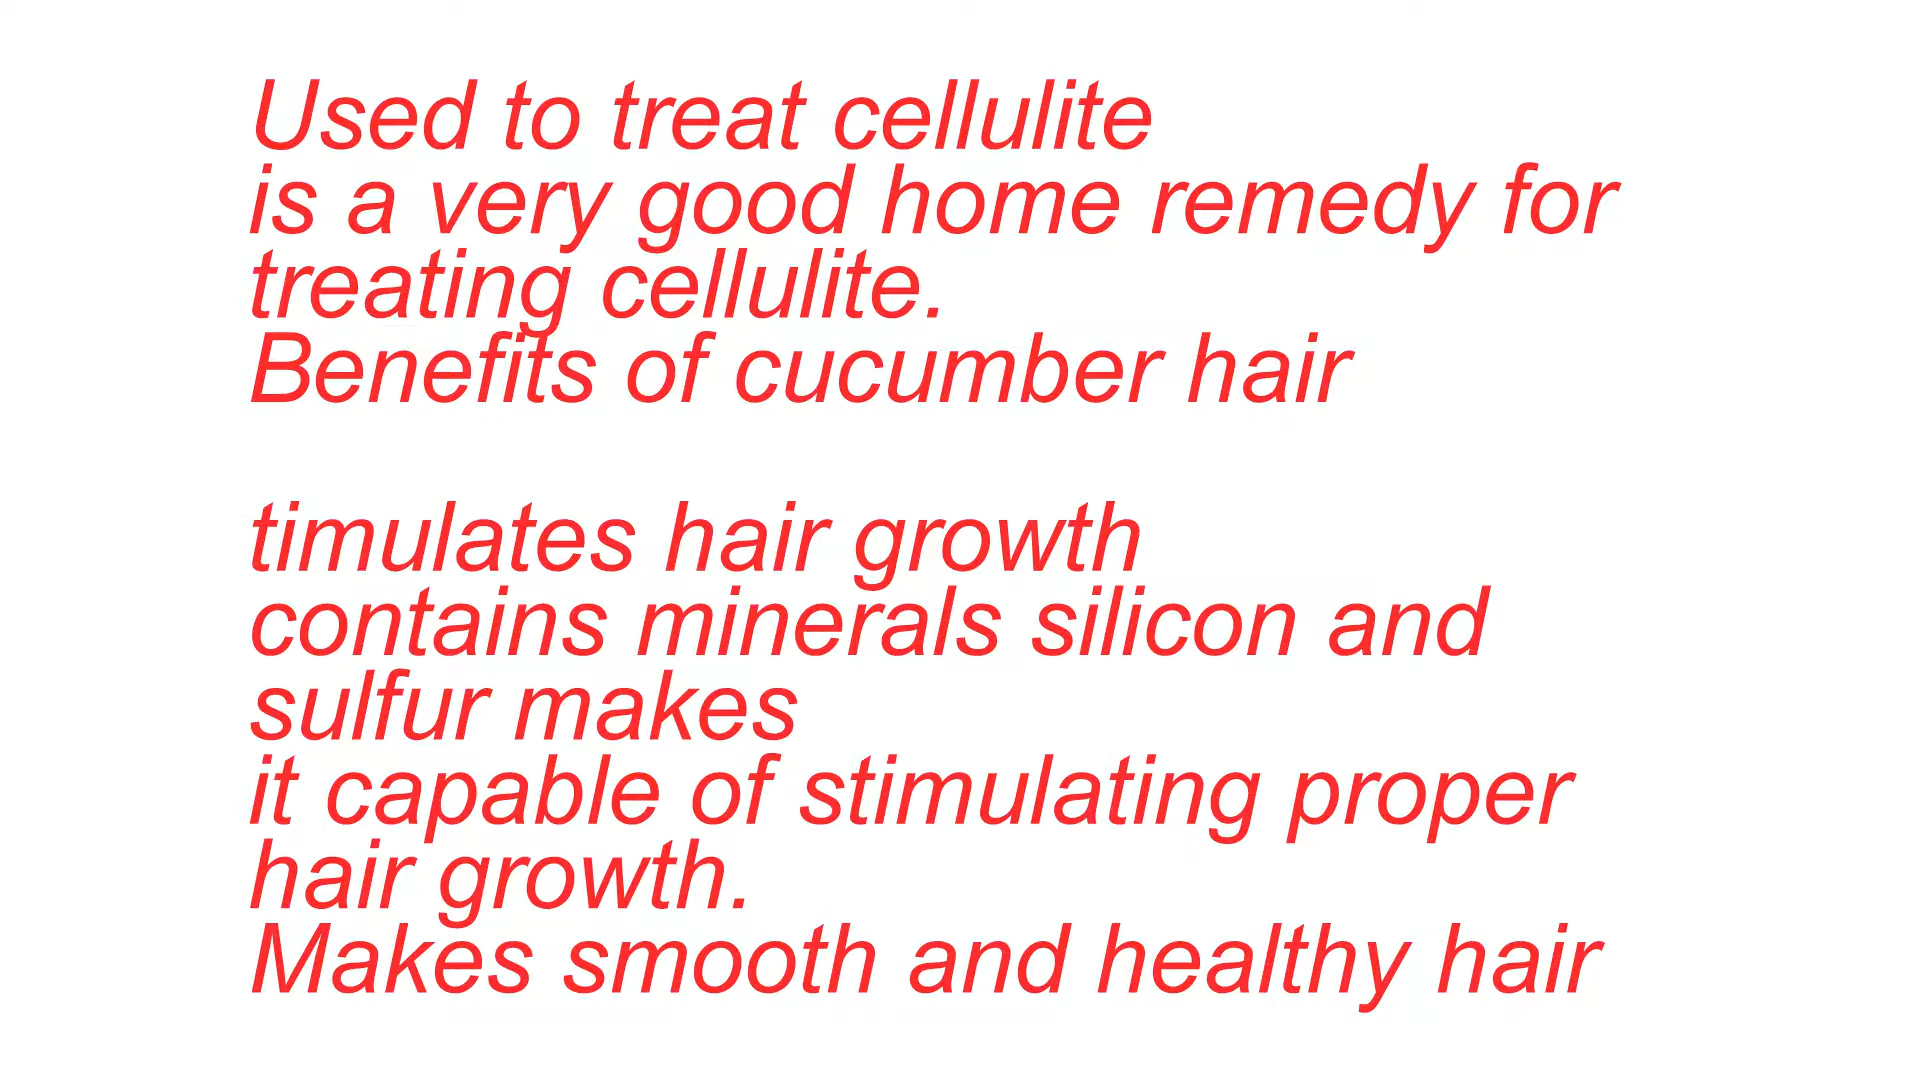 Used to treat cellulite
is a very good home remedy for
treating cellulite.
Benefits of cucumber hair
timulates hair growth
contains minerals silicon and
sulfur makes
it capable of stimulating proper
hair growth.
Makes smooth and healthy hair